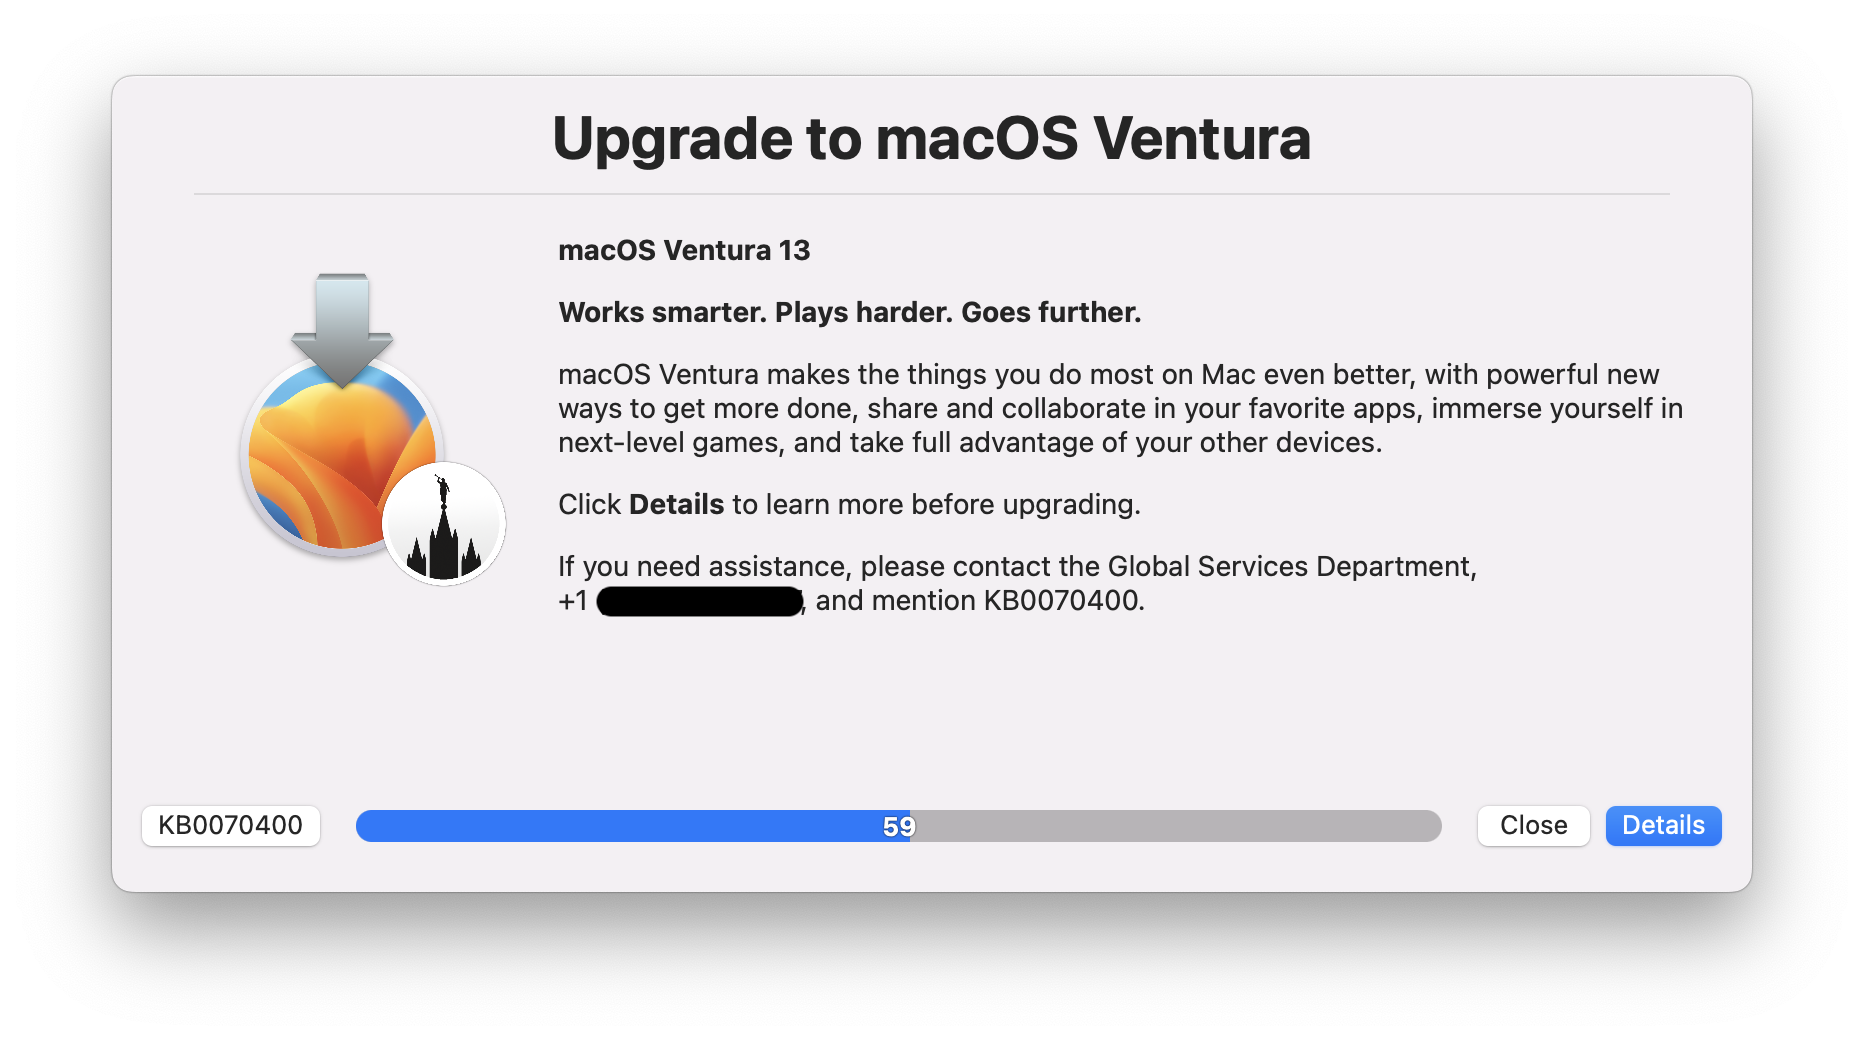 Upgrade to macOS Ventura
macOS Ventura 13
Works smarter. Plays harder. Goes further.
macOS Ventura makes the things you do most on Mac even better, with powerful new
ways to get more done, share and collaborate in your favorite apps, immerse yourself in
next-level games, and take full advantage of your other devices.
Click Details to learn more before upgrading.
If you need assistance, please contact the Global Services Department,
+1 , and mention KB0070400.
KB0070400
59
Close
Details